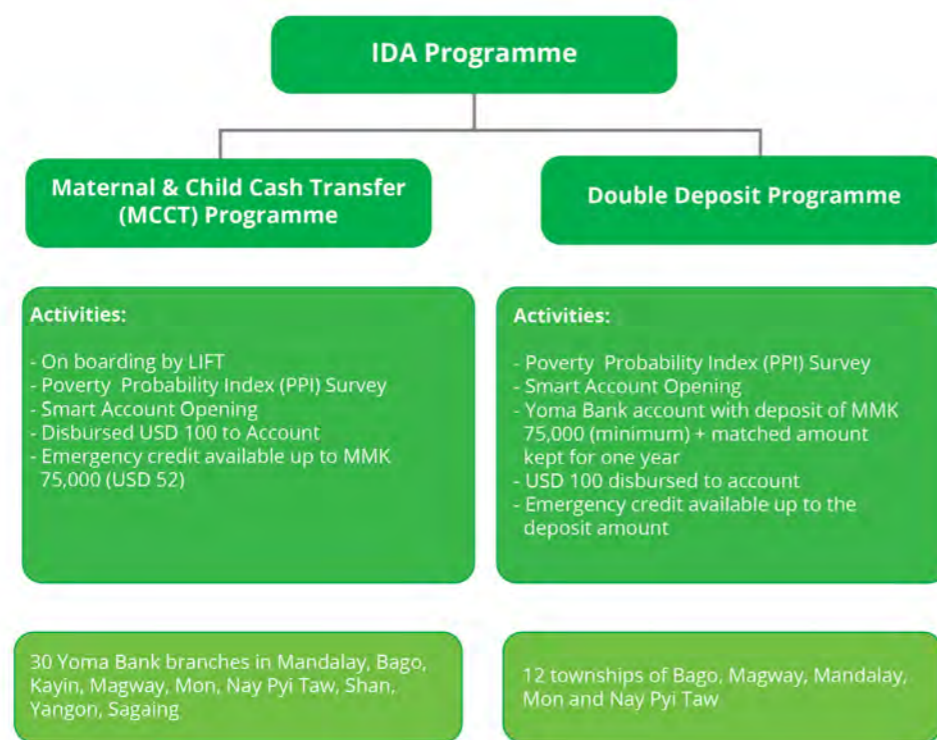 IDA Programme
Maternal & Child Cash Transfer
(MCCT) Programme
Double Deposit Programme
Activities:
- On boarding by LIFT
- Poverty Probability Index (PPI) Survey
- Smart Account Opening
- Disbursed USD 100 to Account
- Emergency credit available up to MMK
75,000 (USD 52)
Activities:
- Poverty Probability Index (PPI) Survey
- Smart Account Opening
- Yoma Bank account with deposit of MMK
75,000 (minimum) + matched amount
kept for one year
- USD 100 disbursed to account
- Emergency credit available up to the
deposit amount
30 Yoma Bank branches in Mandalay, Bago,
Kayin, Magway, Mon, Nay Pyi Taw, Shan,
Yangon, Sagaing
12 townships of Bago, Magway, Mandalay,
Mon and Nay Pyi Taw